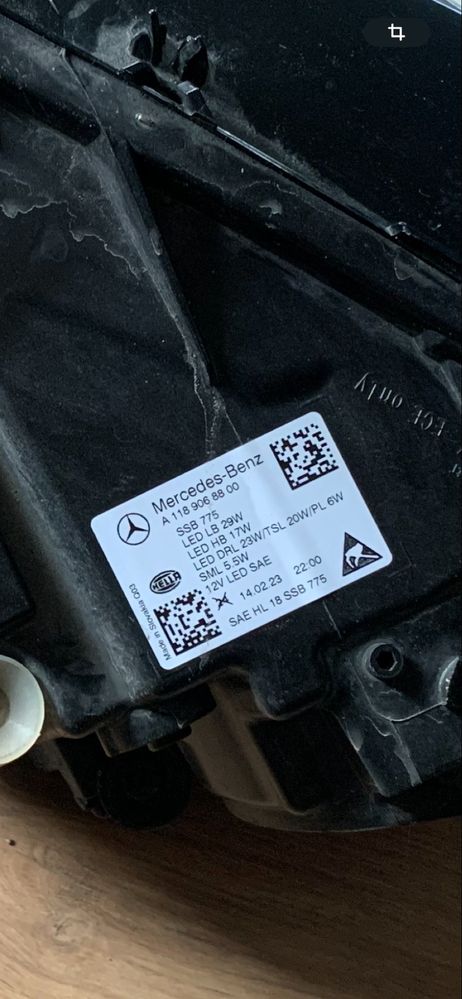 ECE only
Mercedes-Benz
A 118 906 88 00
SSB 775
LED LB 29W
LED HB 17W
LED DRL 23W/TSL 20W/PL 6W
SML 5.5W
12V LED SAE
14.02.23 22:00
SAE HL 18 SSB 775
HELLA
Made in Slovakia Q03